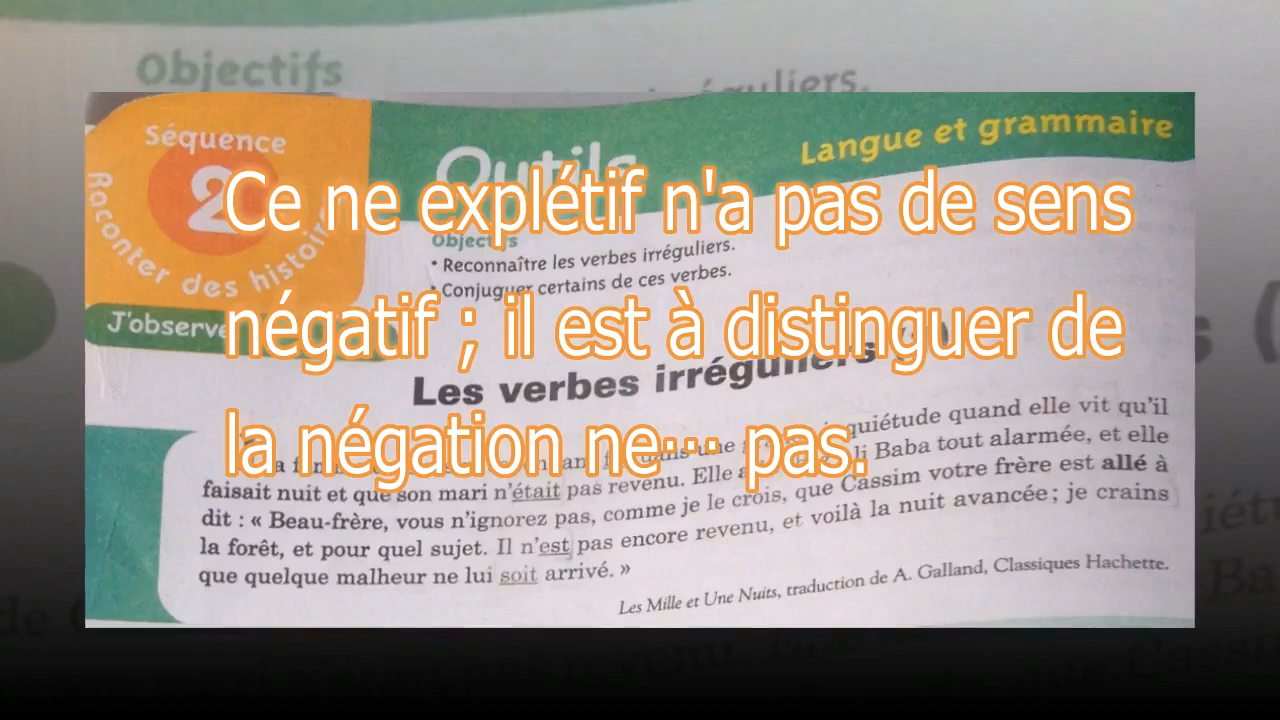 Objectifs
Séquence
2
Raconter des histoires
Outils
Langue et grammaire
Ce ne explétif n'a pas de sens
négatif ; il est à distinguer de
la négation ne… pas.
Objectifs
• Reconnaître les verbes irréguliers.
• Conjuguer certains de ces verbes.
J'observe
Les verbes irréguliers
quand elle vit qu'il
faisait nuit et que son mari n'était pas revenu. Elle Baba tout alarmée, et elle
dit : « Beau-frère, vous n'ignorez pas, comme je le crois, que Cassim votre frère est allé à
la forêt, et pour quel sujet. Il n'est pas encore revenu, et voilà la nuit avancée ; je crains
que quelque malheur ne lui soit arrivé. »
Les Mille et Une Nuits, traduction de A. Galland, Classiques Hachette.